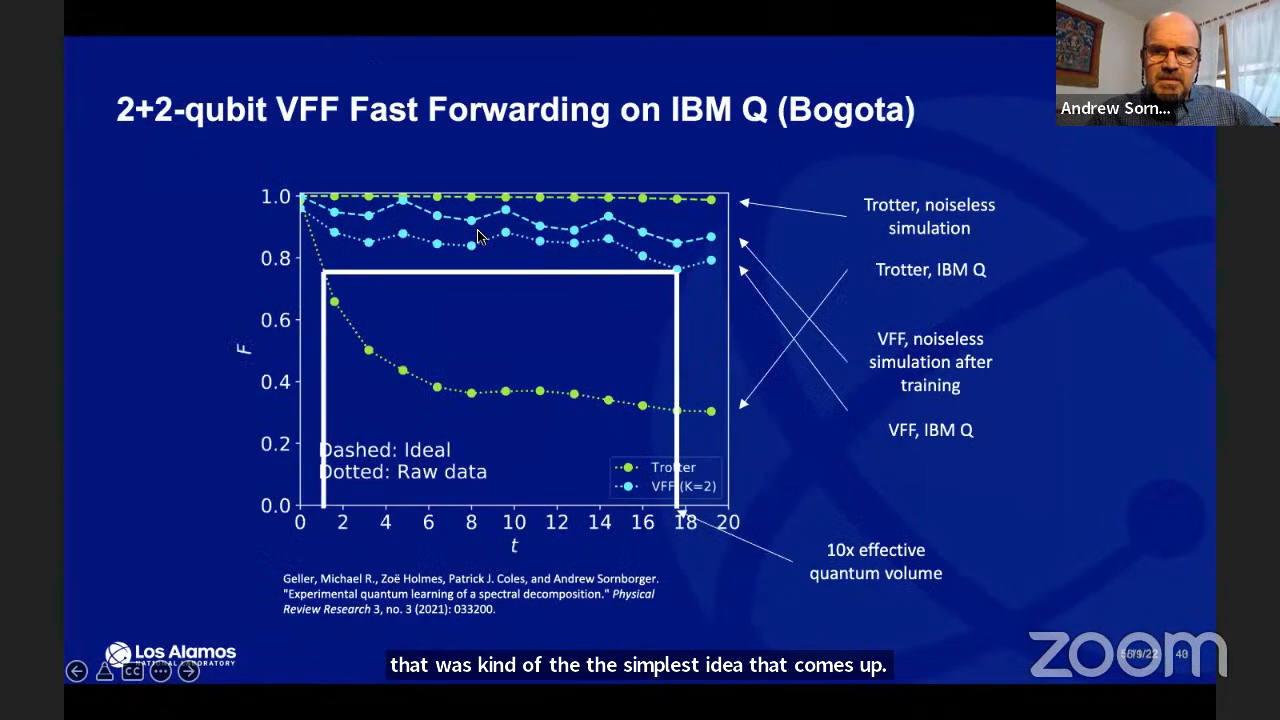 Andrew Sorn...
2+2-qubit VFF Fast Forwarding on IBM Q (Bogota)
1.0
0.8
0.6
0.4
0.2
0.0
F
0 2 4 6 8 10 12 14 16 18 20
t
Dashed: Ideal
Dotted: Raw data
Trotter
VFF (K=2)
Trotter, noiseless
simulation
Trotter, IBM Q
VFF, noiseless
simulation after
training
VFF, IBM Q
10x effective
quantum volume
Geller, Michael R., Zoë Holmes, Patrick J. Coles, and Andrew Sornborger.
"Experimental quantum learning of a spectral decomposition." Physical
Review Research 3, no. 3 (2021): 033200.
Los Alamos
NATIONAL LABORATORY
CC
that was kind of the the simplest idea that comes up.
zoom